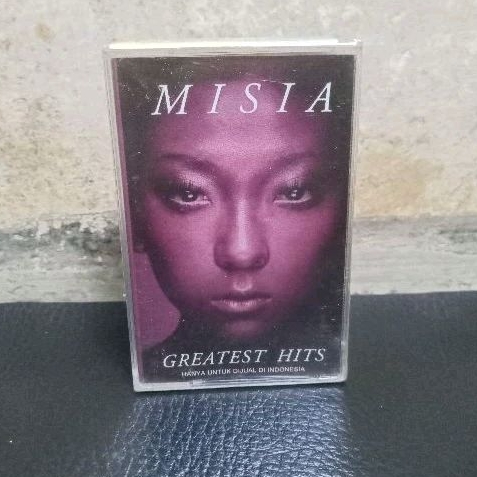 MISIA
GREATEST HITS
HANYA UNTUK DIJUAL DI INDONESIA